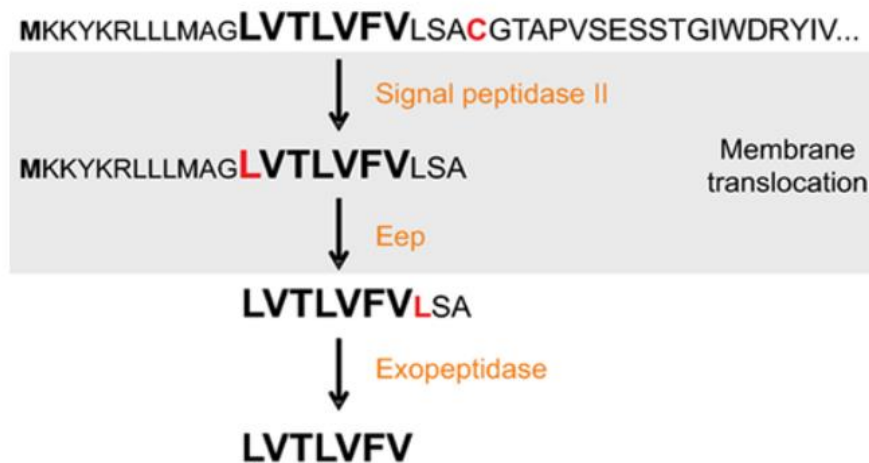 MKKYKRLLLMAGLVTLVFVLSACGTAPVSESSTGIWDRYIV...
Signal peptidase II
MKKYKRLLLMAGLVTLVFVLSA
Membrane
translocation
Eep
LVTLVFVLSA
Exopeptidase
LVTLVFV